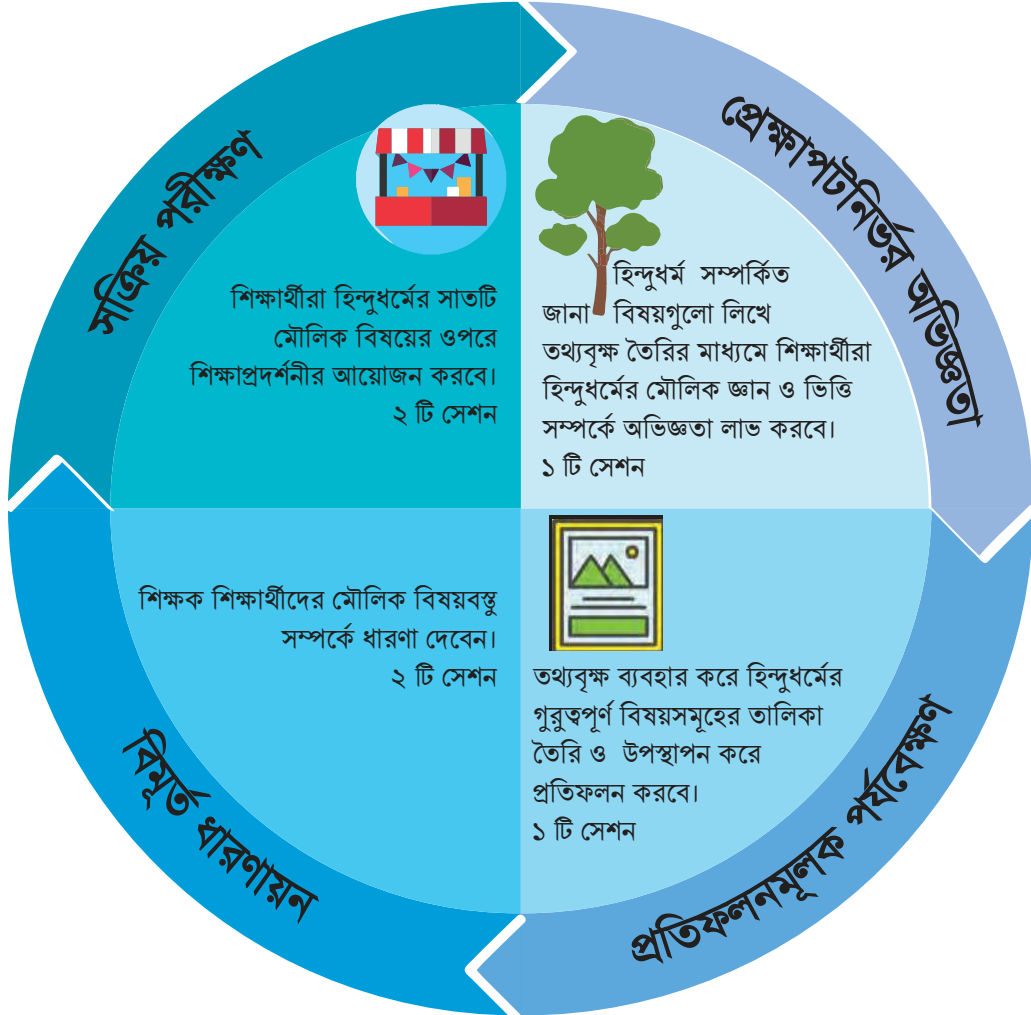 প্রেক্ষাপটনির্ভর অভিজ্ঞতা
হিন্দুধর্ম সম্পর্কিত
জানা বিষয়গুলো লিখে
তথ্যবৃক্ষ তৈরির মাধ্যমে শিক্ষার্থীরা
হিন্দুধর্মের মৌলিক জ্ঞান ও ভিত্তি
সম্পর্কে অভিজ্ঞতা লাভ করবে।
১ টি সেশন
প্রতিফলনমূলক পর্যবেক্ষণ
তথ্যবৃক্ষ ব্যবহার করে হিন্দুধর্মের
গুরুত্বপূর্ণ বিষয়সমূহের তালিকা
তৈরি ও উপস্থাপন করে
প্রতিফলন করবে।
১ টি সেশন
বিমূর্ত ধারণায়ন
শিক্ষক শিক্ষার্থীদের মৌলিক বিষয়বস্তু
সম্পর্কে ধারণা দেবেন।
২ টি সেশন
সক্রিয় পরীক্ষণ
শিক্ষার্থীরা হিন্দুধর্মের সাতটি
মৌলিক বিষয়ের ওপরে
শিক্ষাপ্রদর্শনীর আয়োজন করবে।
২ টি সেশন